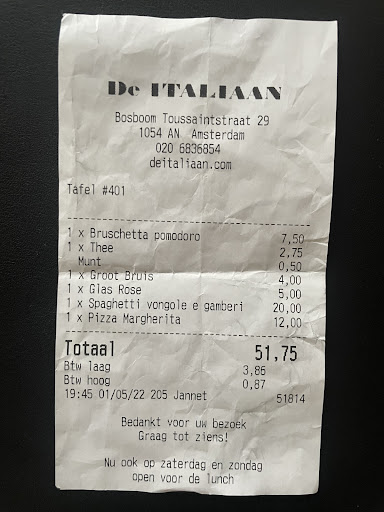 De ITALIAAN
Bosboom Toussaintstraat 29
1054 AN Amsterdam
020 6836854
deitaliaan.com
Tafel #401
1 x Bruschetta pomodoro 7,50
1 x Thee 2,75
Munt 0,50
1 x Groot Bruis 4,00
1 x Glas Rose 5,00
1 x Spaghetti vongole e gamberi 20,00
1 x Pizza Margherita 12,00
Totaal 51,75
Btw laag 3,86
Btw hoog 0,87
19:45 01/05/22 205 Jannet 51814
Bedankt voor uw bezoek
Graag tot ziens!
Nu ook op zaterdag en zondag
open voor de lunch